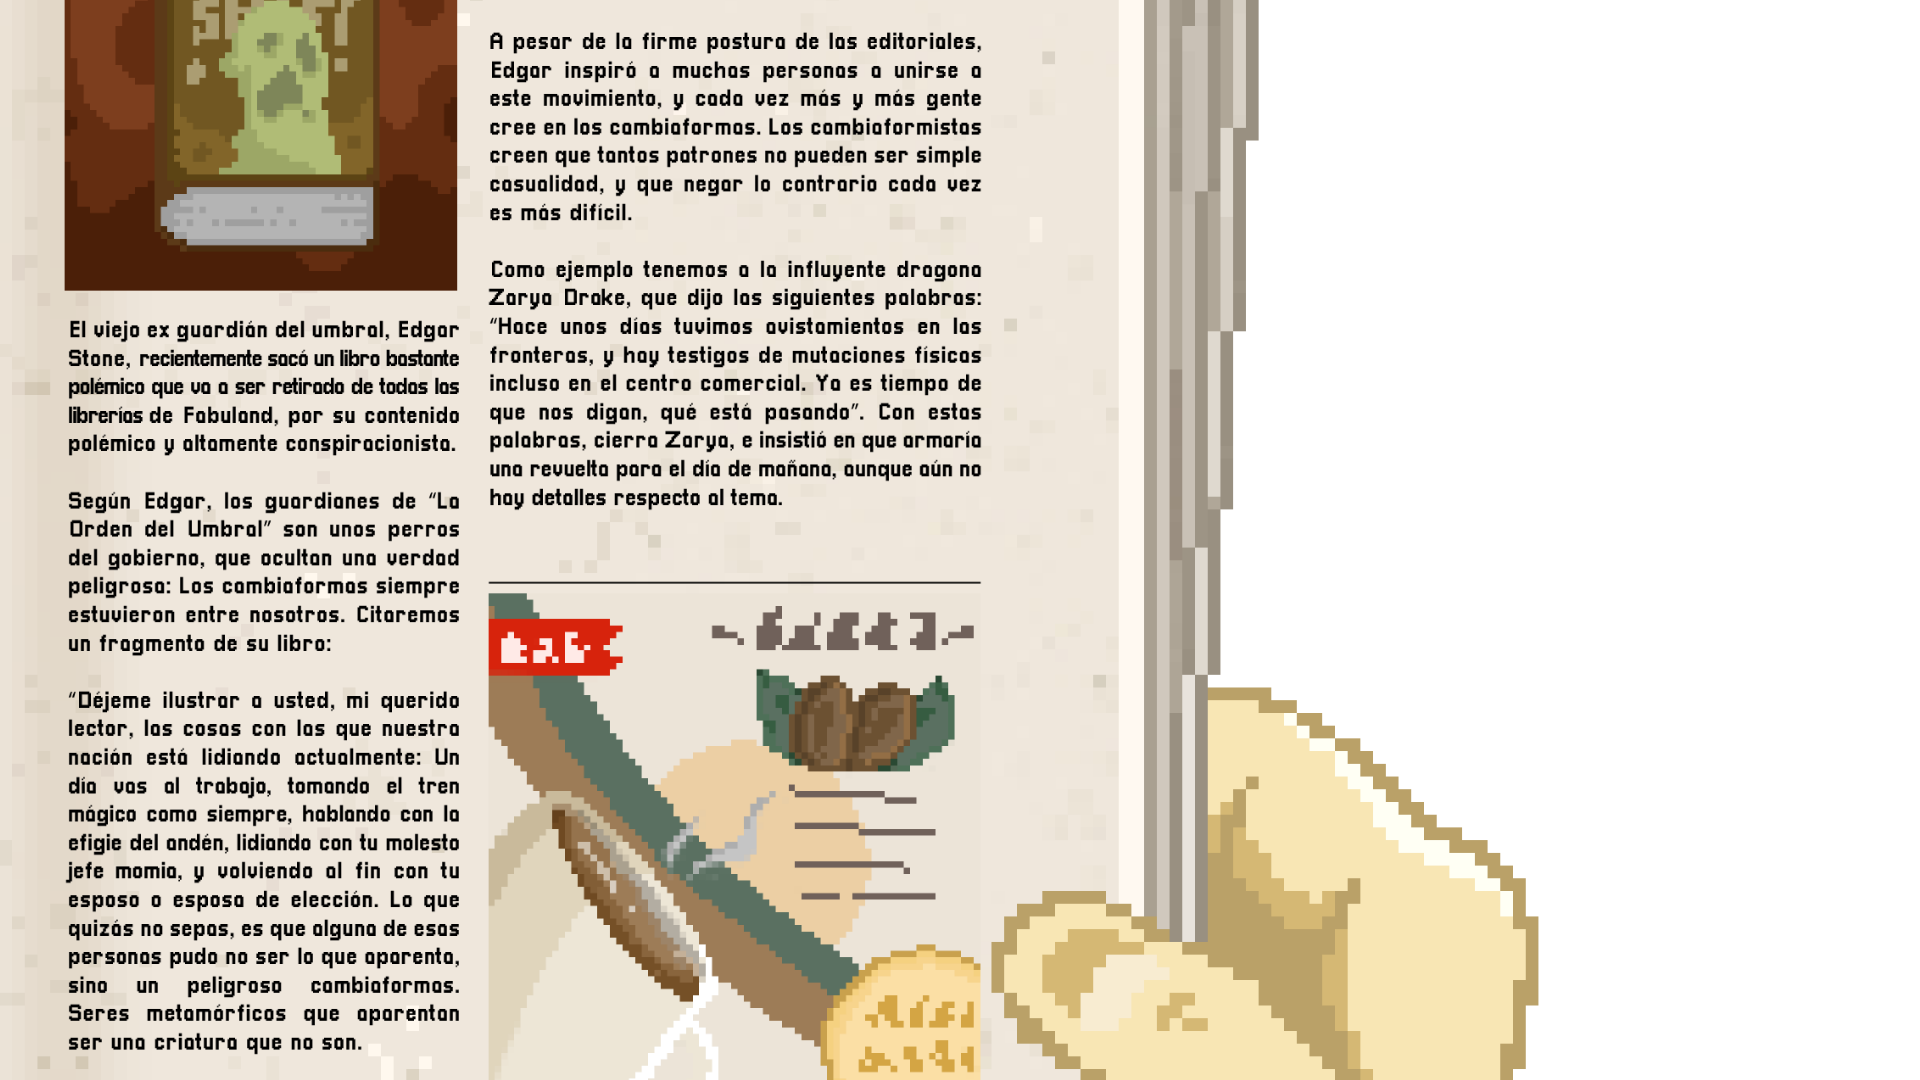 El viejo ex guardián del umbral, Edgar
Stone, recientemente sacó un libro bastante
polémico que va a ser retirado de todas las
librerías de Fabuland, por su contenido
polémico y altamente conspiracionista.
Según Edgar, los guardianes de “La
Orden del Umbral” son unos perros
del gobierno, que ocultan una verdad
peligrosa: Los cambiaformas siempre
estuvieron entre nosotros. Citaremos
un fragmento de su libro:
“Déjeme ilustrar a usted, mi querido
lector, las cosas con las que nuestra
nación está lidiando actualmente: Un
día vas al trabajo, tomando el tren
mágico como siempre, hablando con la
efigie del andén, lidiando con tu molesto
jefe momia, y volviendo al fin con tu
esposo o esposa de elección. Lo que
quizás no sepas, es que alguna de esas
personas pudo no ser lo que aparenta,
sino un peligroso cambiaformas.
Seres metamórficos que aparentan
ser una criatura que no son.
A pesar de la firme postura de las editoriales,
Edgar inspiró a muchas personas a unirse a
este movimiento, y cada vez más y más gente
cree en los cambiaformas. Los cambiaformistas
creen que tantos patrones no pueden ser simple
casualidad, y que negar lo contrario cada vez
es más difícil.
Como ejemplo tenemos a la influyente dragona
Zarya Drake, que dijo las siguientes palabras:
“Hace unos días tuvimos avistamientos en las
fronteras, y hay testigos de mutaciones físicas
incluso en el centro comercial. Ya es tiempo de
que nos digan, qué está pasando”. Con estas
palabras, cierra Zarya, e insistió en que armaría
una revuelta para el día de mañana, aunque aún no
hay detalles respecto al tema.